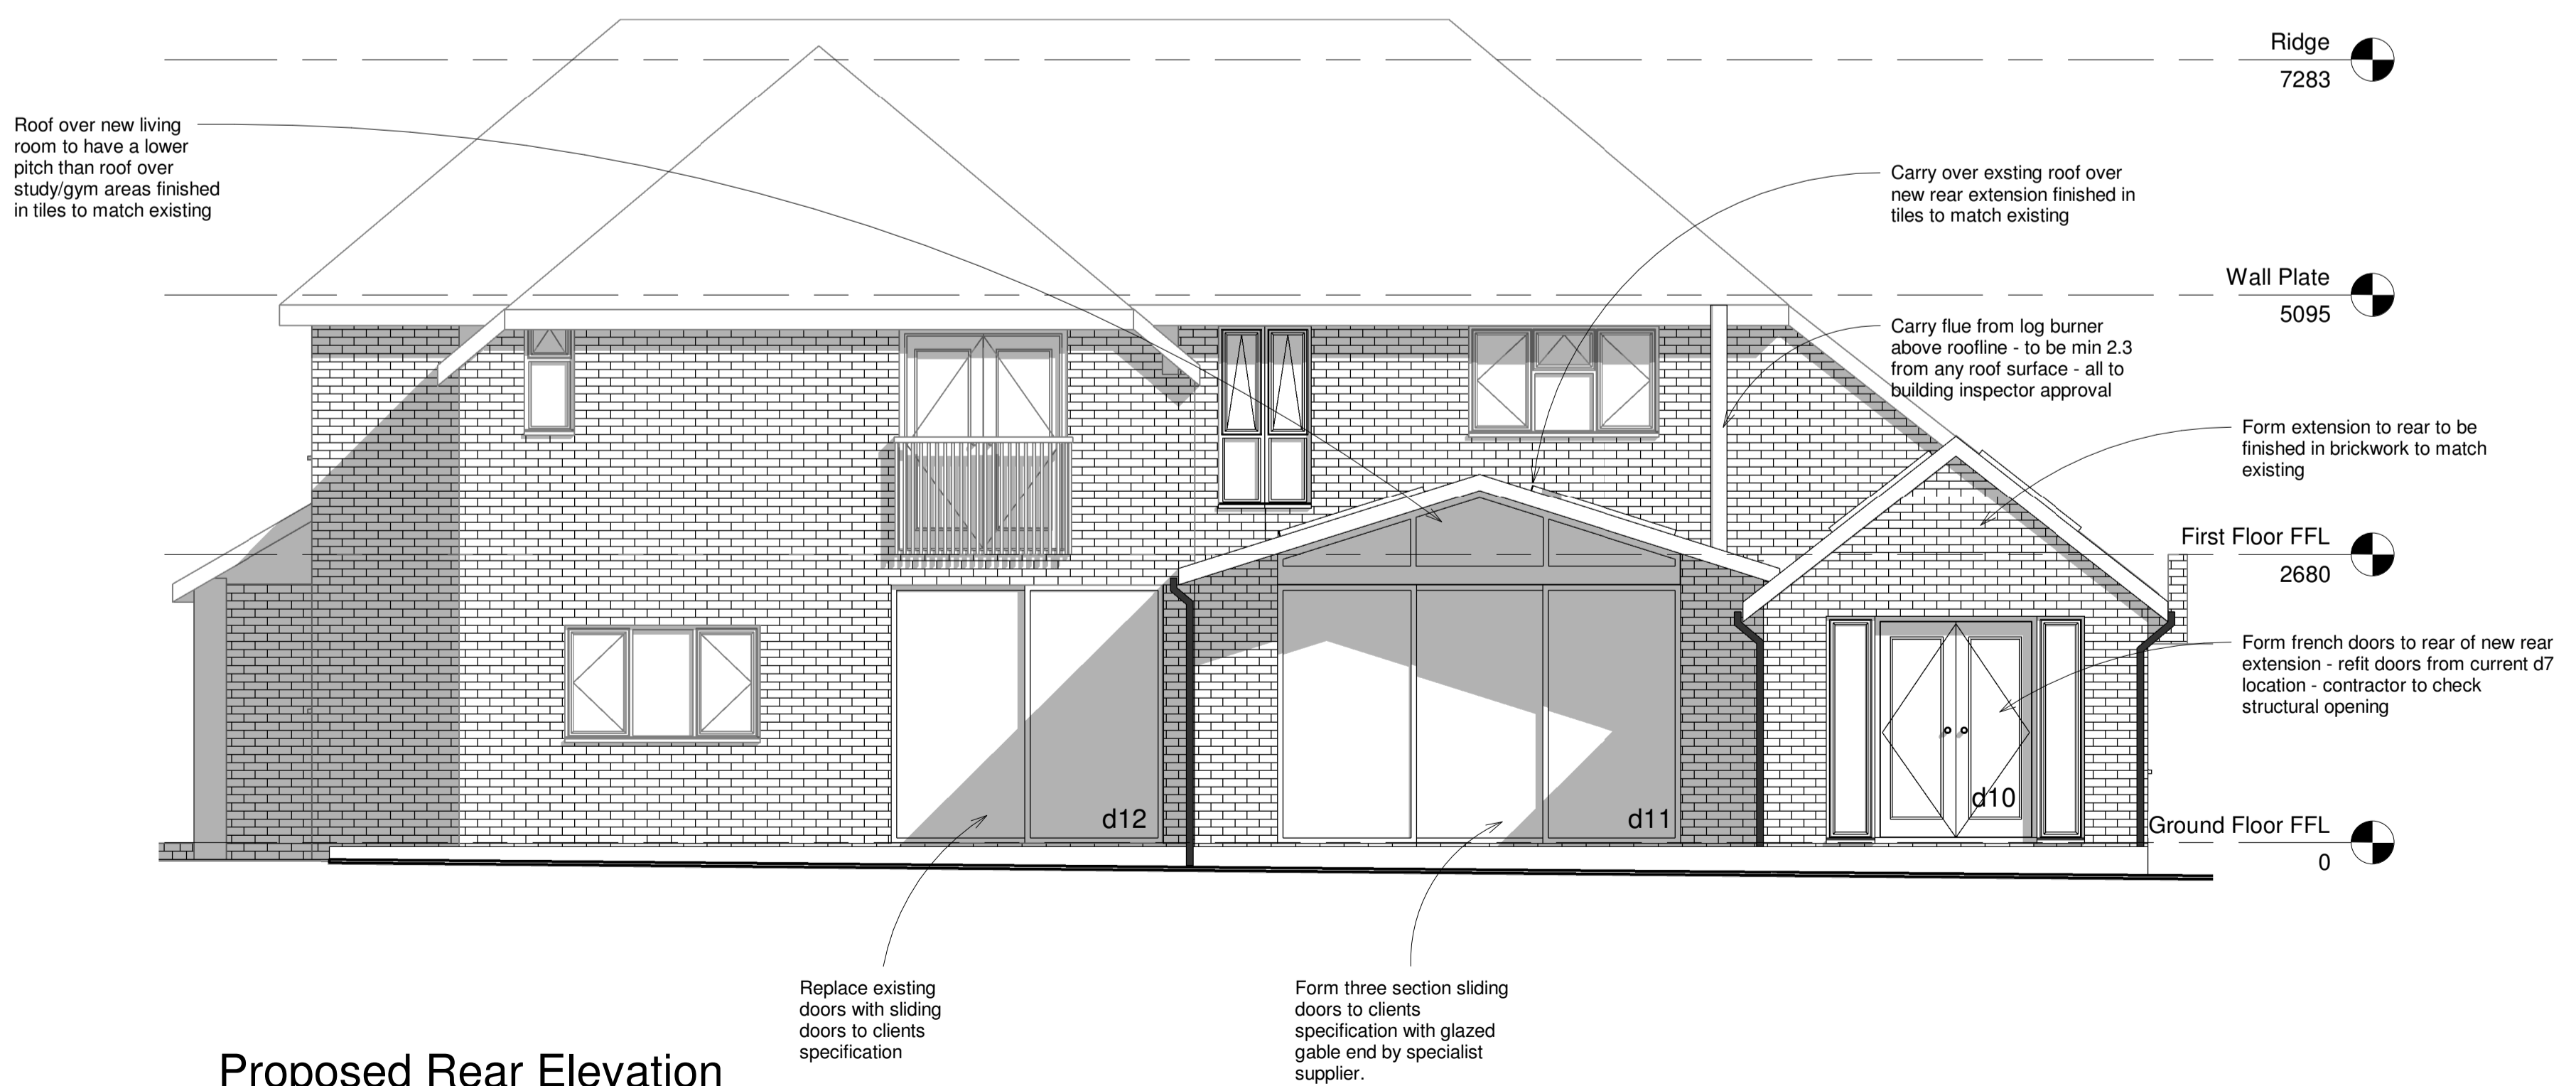 Ridge
7283
Roof over new living
room to have a lower
pitch than roof over
study/gym areas finished
in tiles to match existing
Carry over exsting roof over
new rear extension finished in
tiles to match existing
Wall Plate
5095
Carry flue from log burner
above roofline - to be min 2.3
from any roof surface - all to
building inspector approval
Form extension to rear to be
finished in brickwork to match
existing
First Floor FFL
2680
Form french doors to rear of new rear
extension - refit doors from current d7
location - contractor to check
structural opening
d12
d11
d10
Ground Floor FFL
0
Replace existing
doors with sliding
doors to clients
specification
Form three section sliding
doors to clients
specification with glazed
gable end by specialist
supplier.
Proposed Rear Elevation